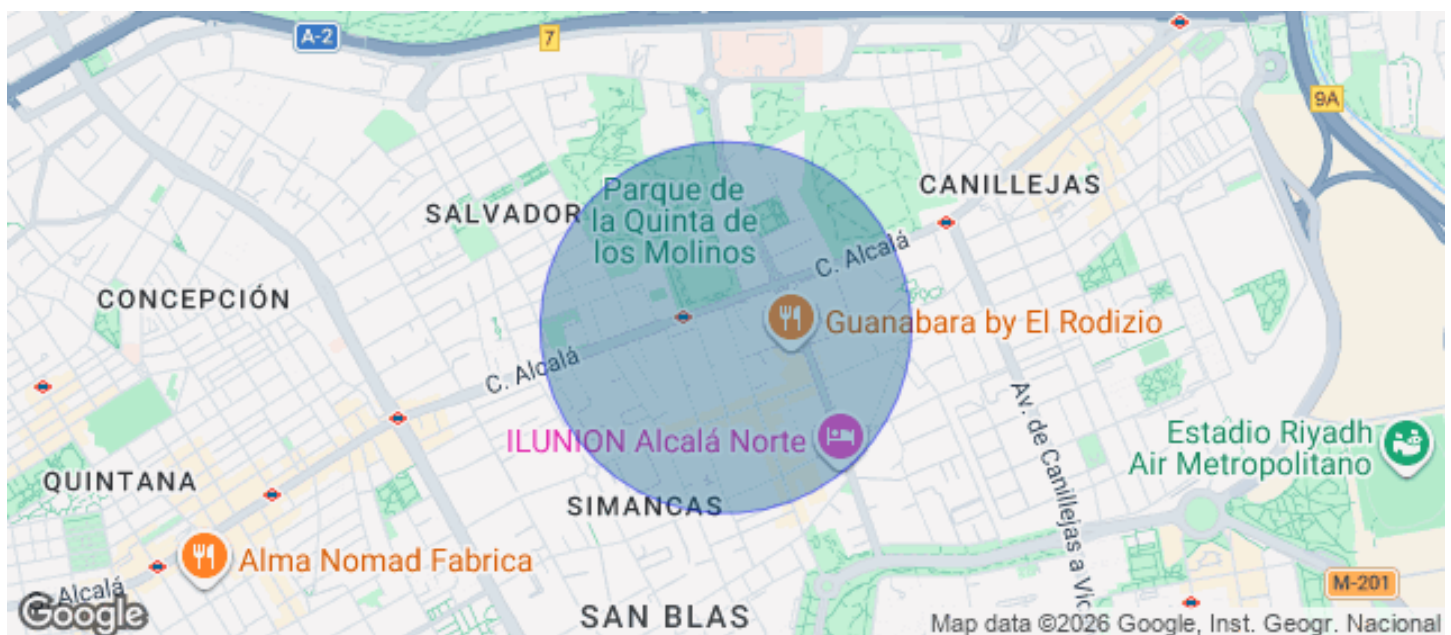 A-2
7
9A
Parque de
la Quinta de
los Molinos
CANILLEJAS
SALVADOR
C. Alcalá
CONCEPCIÓN
Guanabara by El Rodizio
C. Alcalá
Av. de Canillejas a Vic
ILUNION Alcalá Norte
Estadio Riyadh
Air Metropolitano
QUINTANA
SIMANCAS
Alma Nomad Fabrica
M-201
Alcalá
SAN BLAS
Google
Map data ©2026 Google, Inst. Geogr. Nacional